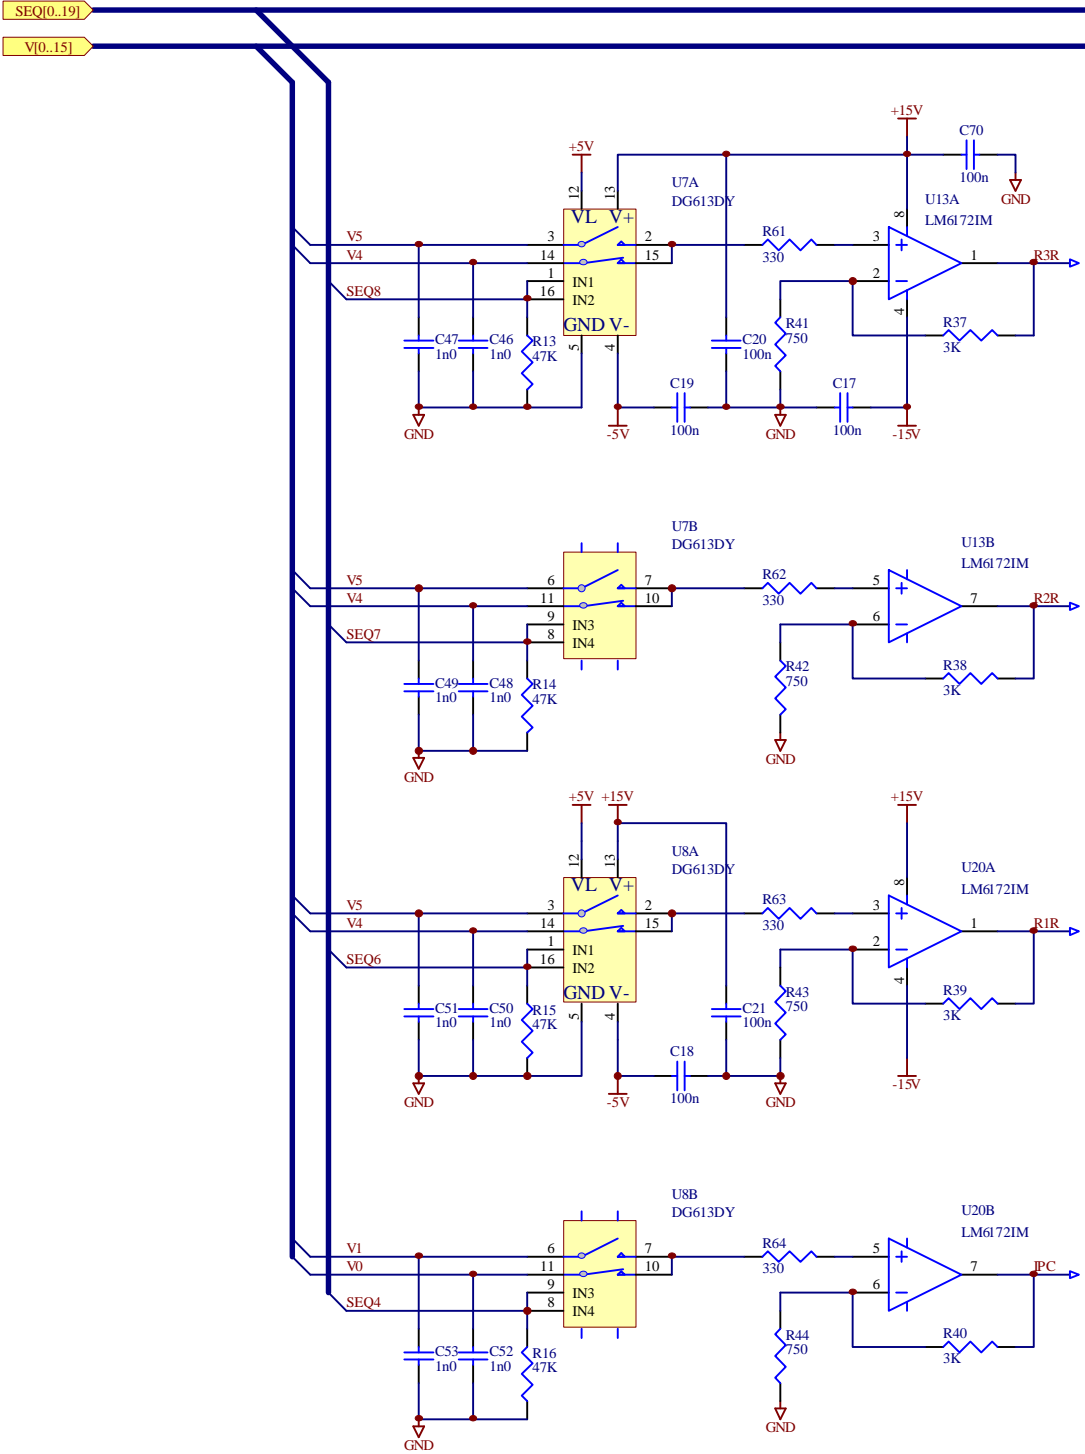 SEQ[0..19]
V[0..15]
+15V
C70
100n
GND
+5V
12
13
U7A
DG613DY
VL V+
8
U13A
LM6172IM
V5
3
2
R61
330
3
1
R3R
V4
14
15
1
IN1
2
SEQ8
16
IN2
GND V-
4
5
4
C47
1n0
C46
1n0
R13
47K
C20
100n
R41
750
R37
3K
C19
100n
C17
100n
GND
-5V
GND
-15V
U7B
DG613DY
U13B
LM6172IM
V5
6
7
R62
330
5
7
R2R
V4
11
10
9
IN3
6
SEQ7
8
IN4
C49
1n0
C48
1n0
R14
47K
R42
750
R38
3K
GND
GND
+5V +15V
+15V
12
13
U8A
DG613DY
VL V+
8
U20A
LM6172IM
V5
3
2
R63
330
3
1
R1R
V4
14
15
1
IN1
2
SEQ6
16
IN2
GND V-
4
5
4
C51
1n0
C50
1n0
R15
47K
C21
100n
R43
750
R39
3K
C18
100n
GND
-5V
GND
-15V
U8B
DG613DY
U20B
LM6172IM
V1
6
7
R64
330
5
7
IPC
V0
11
10
9
IN3
6
SEQ4
8
IN4
C53
1n0
C52
1n0
R16
47K
R44
750
R40
3K
GND
GND